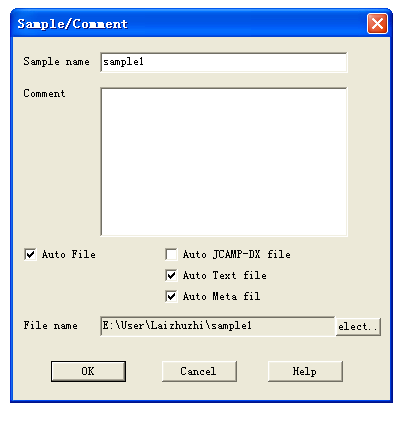 Sample/Comment
Sample name sample1
Comment
Auto File Auto JCAMP-DX file
Auto Text file
Auto Meta fil
File name E:\User\Laizhuzhi\sample1 elect..
OK Cancel Help